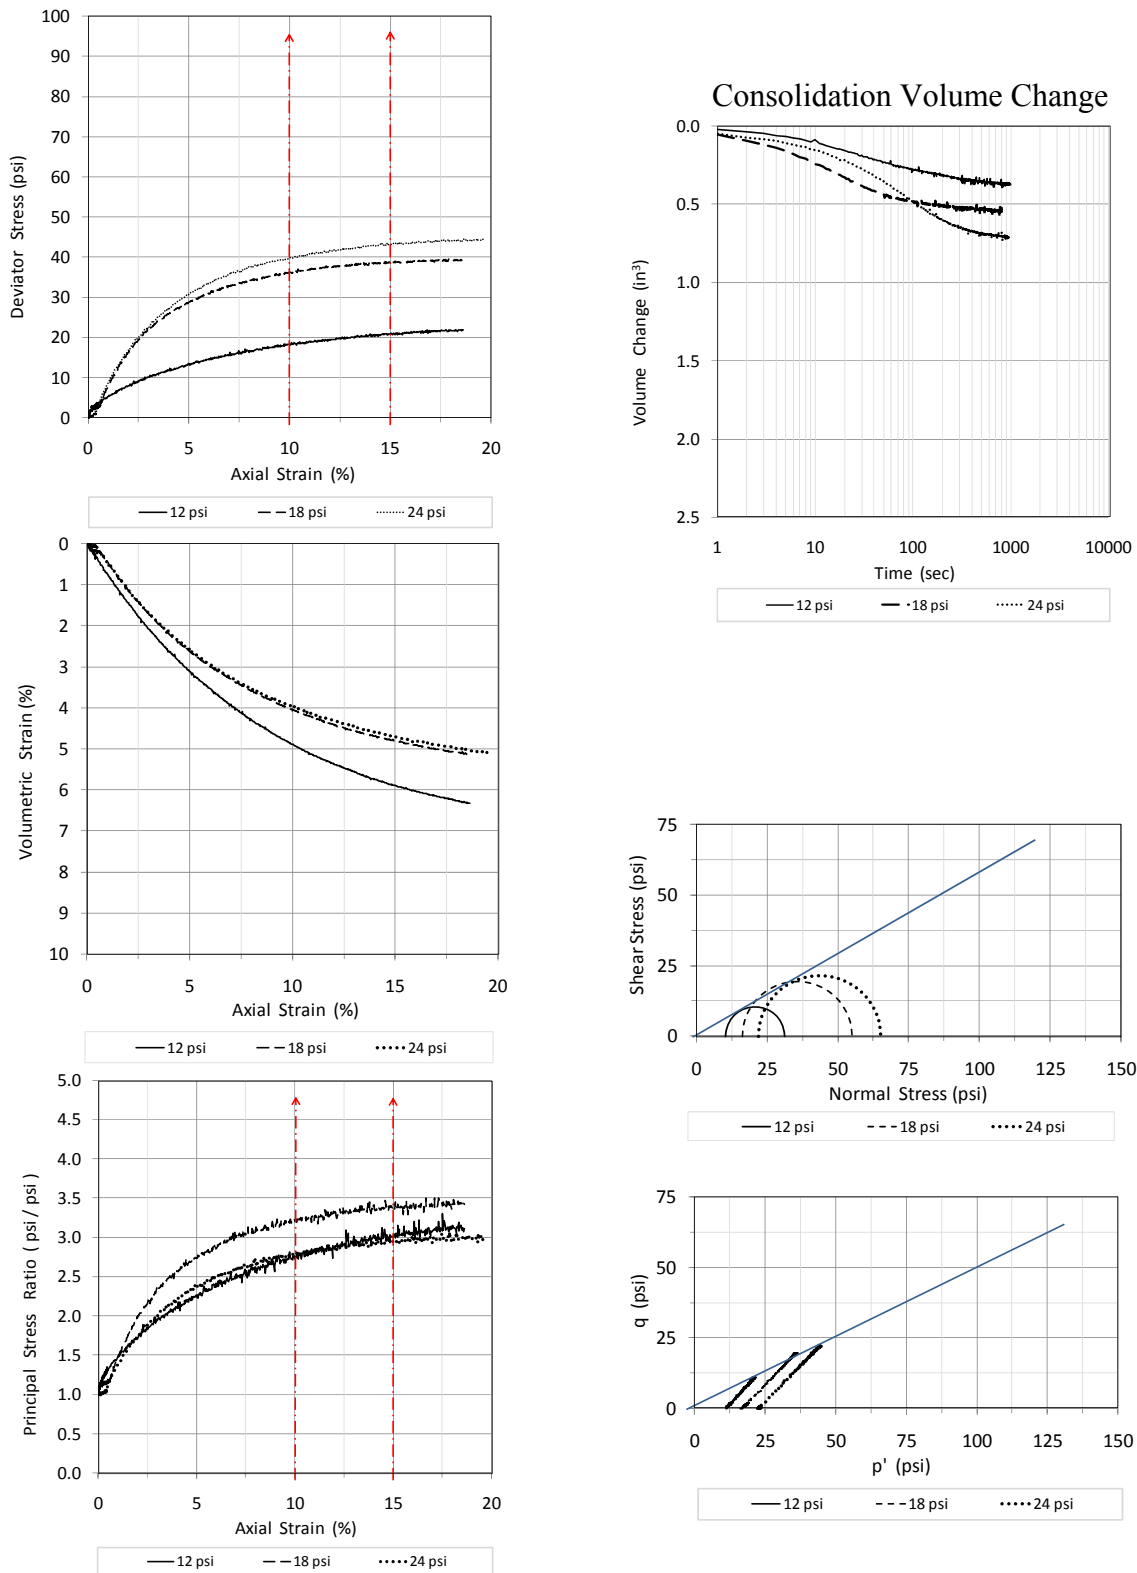 100
90
80
70
60
50
40
30
20
10
0
Deviator Stress (psi)
0 5 10 15 20
Axial Strain (%)
12 psi 18 psi 24 psi
Consolidation Volume Change
0.0
0.5
1.0
1.5
2.0
2.5
Volume Change (in³)
1 10 100 1000 10000
Time (sec)
12 psi 18 psi 24 psi
0
1
2
3
4
5
6
7
8
9
10
Volumetric Strain (%)
0 5 10 15 20
Axial Strain (%)
12 psi 18 psi 24 psi
75
50
25
0
Shear Stress (psi)
0 25 50 75 100 125 150
Normal Stress (psi)
12 psi 18 psi 24 psi
5.0
4.5
4.0
3.5
3.0
2.5
2.0
1.5
1.0
0.5
0.0
Principal Stress Ratio ( psi / psi )
0 5 10 15 20
Axial Strain (%)
12 psi 18 psi 24 psi
75
50
25
0
q (psi)
0 25 50 75 100 125 150
p' (psi)
12 psi 18 psi 24 psi